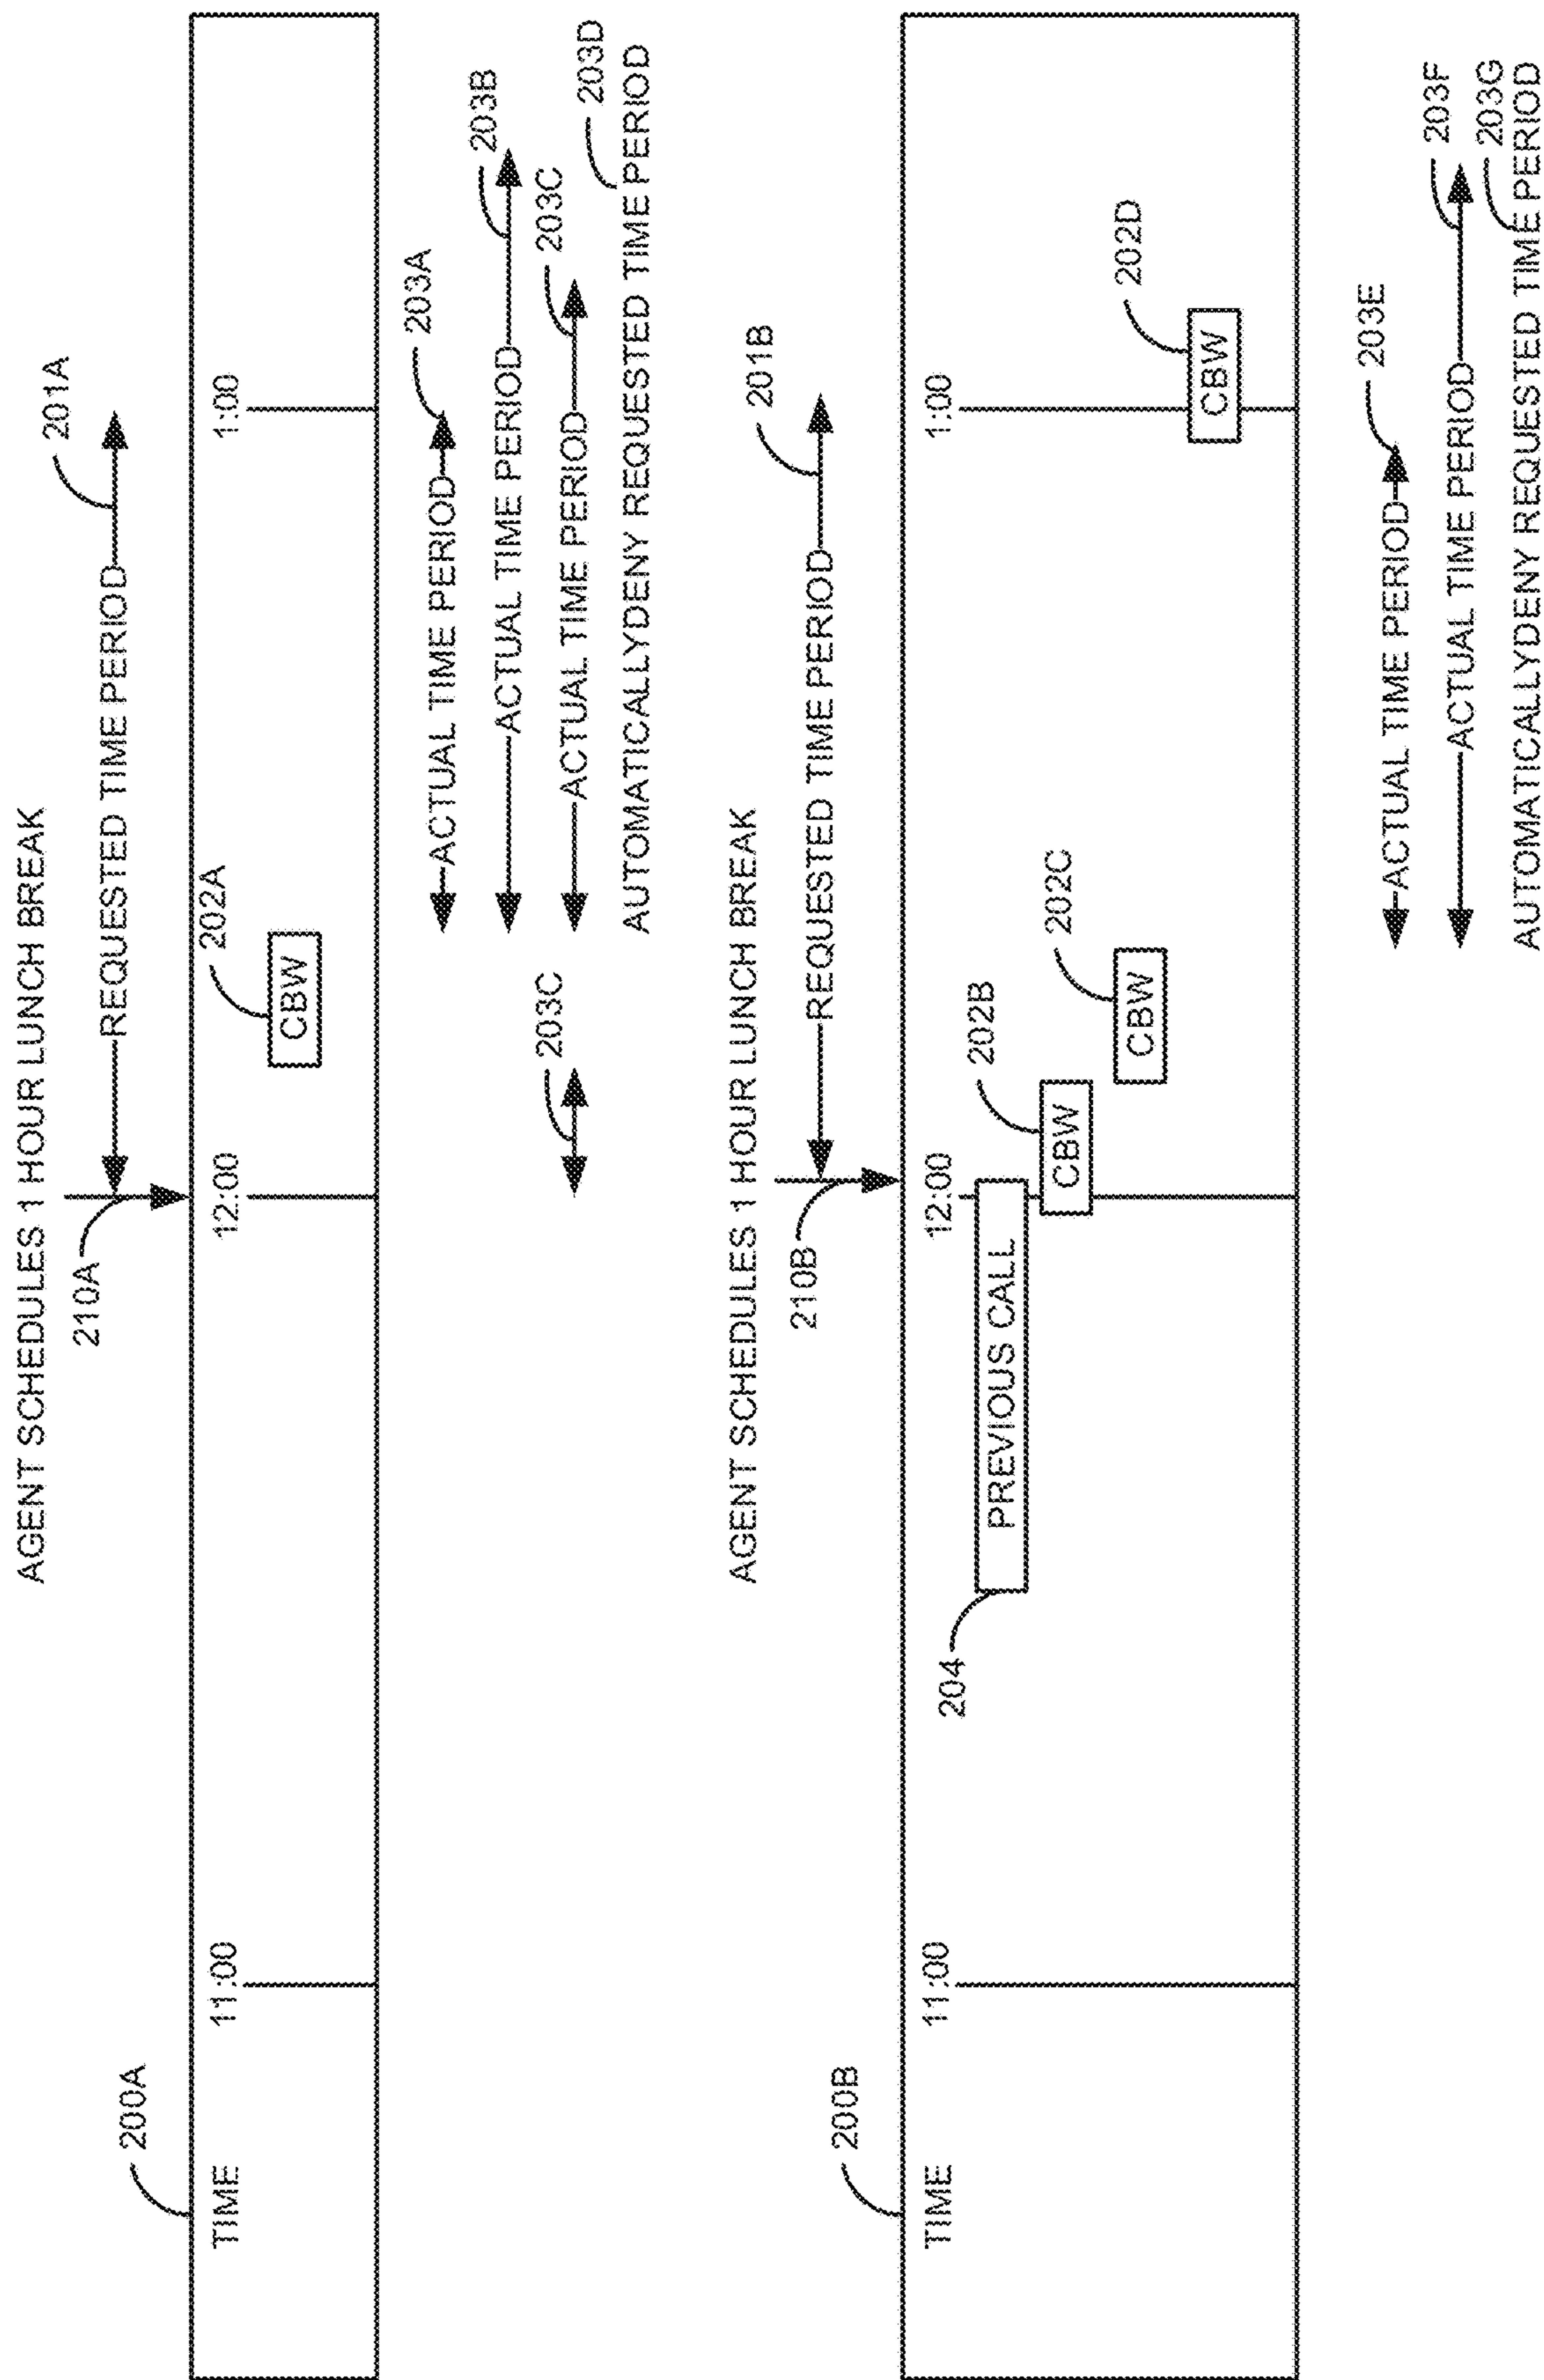 AGENT SCHEDULES 1 HOUR LUNCH BREAK
210A
REQUESTED TIME PERIOD
201A
200A
TIME
11:00
12:00
1:00
202A
CBW
203A
ACTUAL TIME PERIOD
203B
ACTUAL TIME PERIOD
203C
203C
ACTUAL TIME PERIOD
203D
AUTOMATICALLYDENY REQUESTED TIME PERIOD
AGENT SCHEDULES 1 HOUR LUNCH BREAK
210B
REQUESTED TIME PERIOD
201B
200B
TIME
11:00
12:00
1:00
204
PREVIOUS CALL
202B
CBW
202C
CBW
202D
CBW
ACTUAL TIME PERIOD
203E
ACTUAL TIME PERIOD
203F
203G
AUTOMATICALLYDENY REQUESTED TIME PERIOD